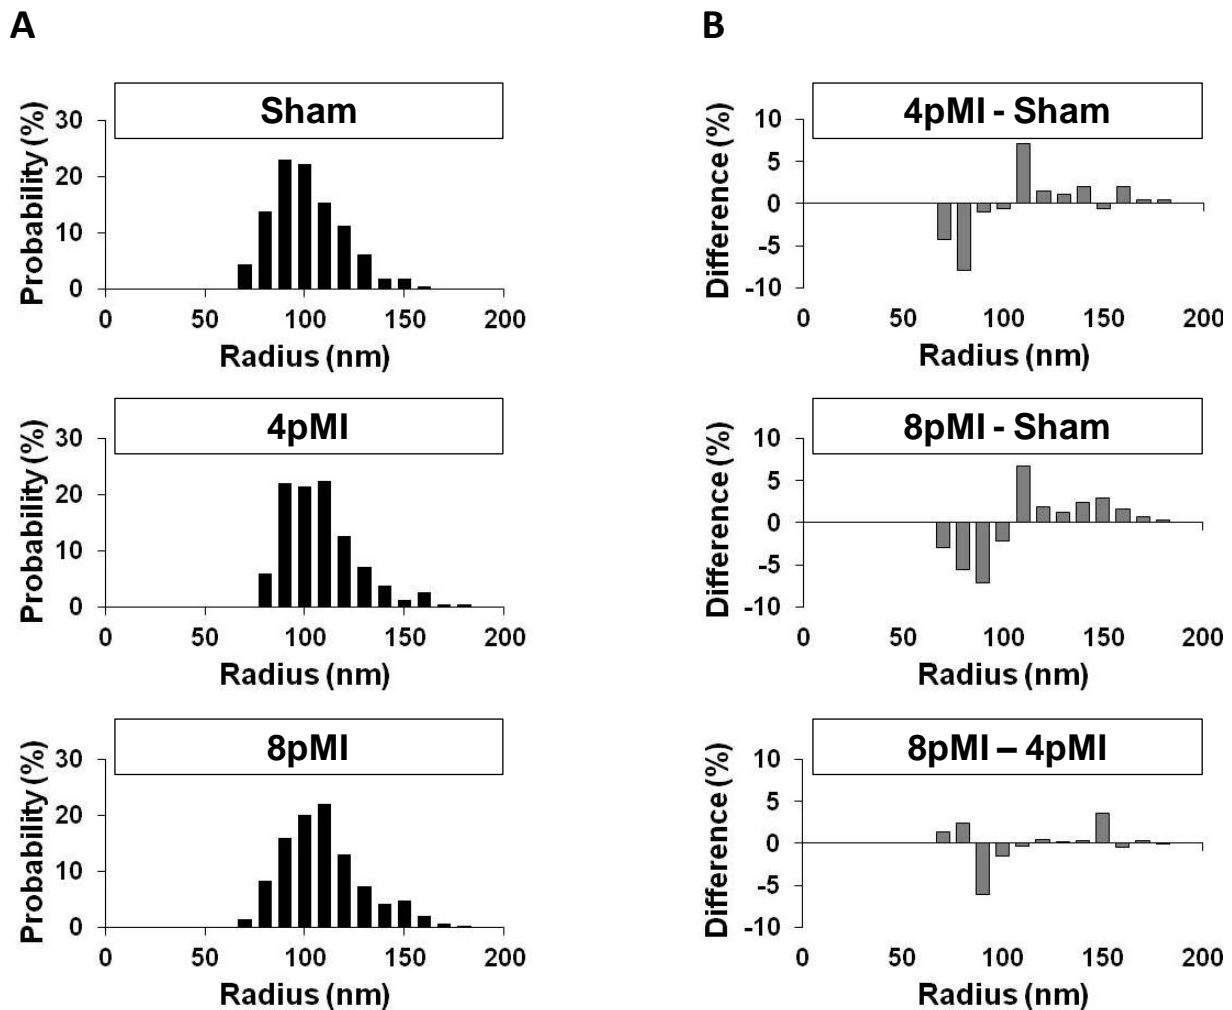 A
Sham
Probability (%)
30
20
10
0
0 50 100 150 200
Radius (nm)
4pMI
Probability (%)
30
20
10
0
0 50 100 150 200
Radius (nm)
8pMI
Probability (%)
30
20
10
0
0 50 100 150 200
Radius (nm)
B
4pMI - Sham
Difference (%)
10
5
0
-5
-10
0 50 100 150 200
Radius (nm)
8pMI - Sham
Difference (%)
10
5
0
-5
-10
0 50 100 150 200
Radius (nm)
8pMI – 4pMI
Difference (%)
10
5
0
-5
-10
0 50 100 150 200
Radius (nm)